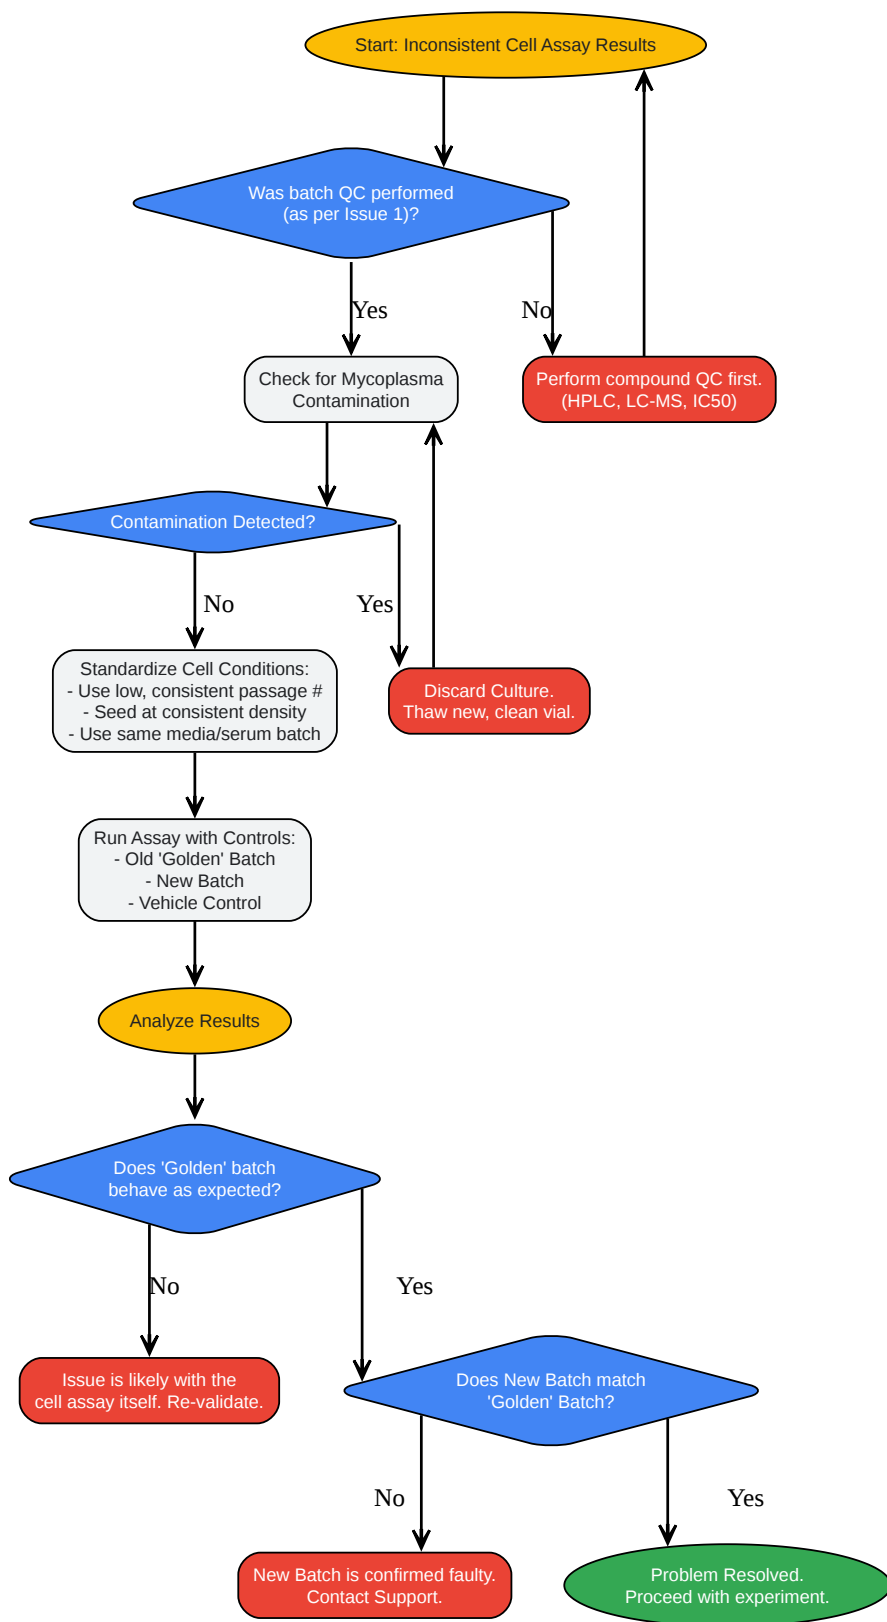 Start: Inconsistent Cell Assay Results
Was batch QC performed
(as per Issue 1)?
Yes
No
Check for Mycoplasma
Contamination
Perform compound QC first.
(HPLC, LC-MS, IC50)
Contamination Detected?
No
Yes
Standardize Cell Conditions:
- Use low, consistent passage #
- Seed at consistent density
- Use same media/serum batch
Discard Culture.
Thaw new, clean vial.
Run Assay with Controls:
- Old 'Golden' Batch
- New Batch
- Vehicle Control
Analyze Results
Does 'Golden' batch
behave as expected?
No
Yes
Issue is likely with the
cell assay itself. Re-validate.
Does New Batch match
'Golden' Batch?
No
Yes
New Batch is confirmed faulty.
Contact Support.
Problem Resolved.
Proceed with experiment.